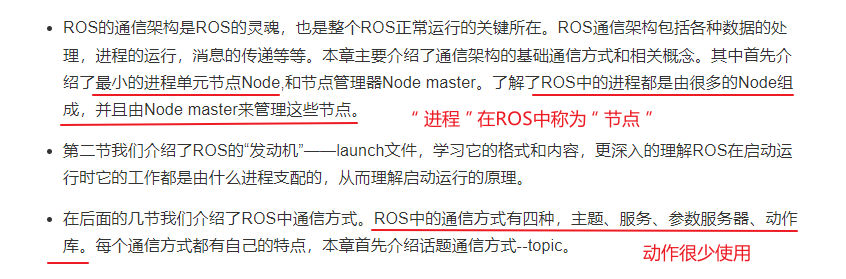 • ROS的通信架构是ROS的灵魂，也是整个ROS正常运行的关键所在。ROS通信架构包括各种数据的处
理，进程的运行，消息的传递等等。本章主要介绍了通信架构的基础通信方式和相关概念。其中首先介
绍了最小的进程单元节点Node,和节点管理器Node master。了解了ROS中的进程都是由很多的Node组
成，并且由Node master来管理这些节点。
“ 进程 ” 在ROS中称为 “ 节点 ”
• 第二节我们介绍了ROS的“发动机”——launch文件，学习它的格式和内容，更深入的理解ROS在启动运
行时它的工作都是由什么进程支配的，从而理解启动运行的原理。
• 在后面的几节我们介绍了ROS中通信方式。ROS中的通信方式有四种，主题、服务、参数服务器、动作
库。每个通信方式都有自己的特点，本章首先介绍话题通信方式--topic。
动作很少使用